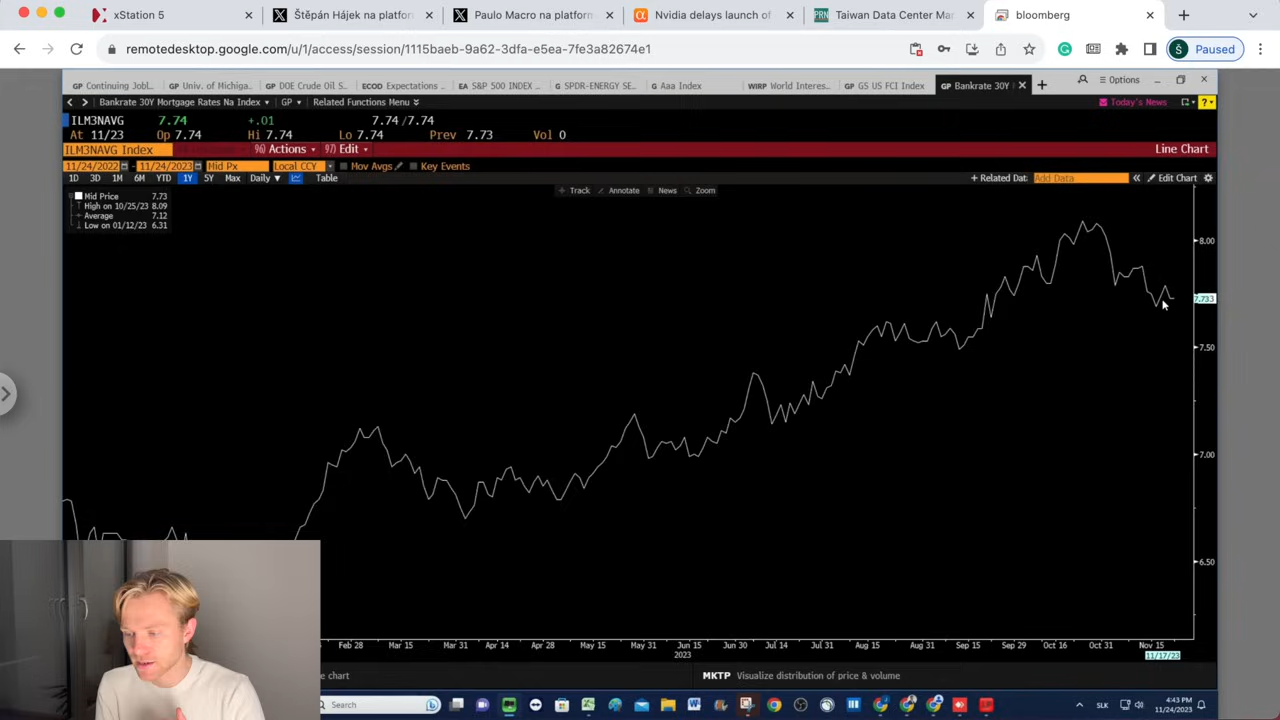 xStation 5
Štěpán Hájek na platfor
Paulo Macro na platform
Nvidia delays launch of
Taiwan Data Center Mar
bloomberg
remotedesktop.google.com/u/1/access/session/1115baeb-9a62-3dfa-e5ea-7fe3a82674e1
Š Paused
GP Continuing Jobl..
GP Univ. of Michiga..
GP DOE Crude Oil S..
ECOD Expectations ..
EA S&P 500 INDEX
G SPDR-ENERGY SE..
G Aaa Index
WIRP World Interes..
GP GS US FCI Index
GP Bankrate 30Y
Options
Bankrate 30Y Mortgage Rates Na Index
GP
Related Functions Menu
Today's News
ILM3NAVG 7.74 +.01 7.74 /7.74
At 11/23 Op 7.74 Hi 7.74 Lo 7.74 Prev 7.73 Vol 0
ILM3NAVG Index
96) Actions
97) Edit
Line Chart
11/24/2022 - 11/24/2023 Mid Px Local CCY Mov Avgs Key Events
1D 3D 1M 6M YTD 1Y 5Y Max Daily Table
+ Related Data Add Data « Edit Chart
Track Annotate News Zoom
Mid Price 7.73
High on 10/25/23 8.09
Average 7.12
Low on 01/12/23 6.31
8.00
7.733
7.50
7.00
6.50
Feb 28 Mar 15 Mar 31 Apr 14 Apr 28 May 15 May 31 Jun 15 Jun 30 Jul 14 Jul 31 Aug 15 Aug 31 Sep 15 Sep 29 Oct 16 Oct 31 Nov 15
2023
11/17/23
e chart
MKTP Visualize distribution of price & volume
Search
SLK
4:43 PM
11/24/2023